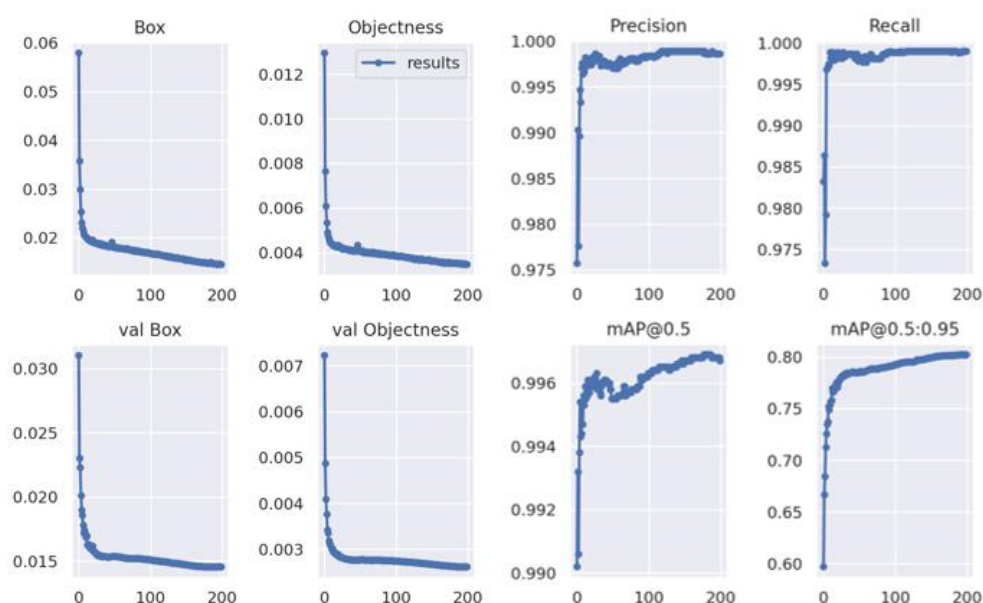 Box
0.06
0.05
0.04
0.03
0.02
0 100 200
Objectness
results
0.012
0.010
0.008
0.006
0.004
0 100 200
Precision
1.000
0.995
0.990
0.985
0.980
0.975
0 100 200
Recall
1.000
0.995
0.990
0.985
0.980
0.975
0 100 200
val Box
0.030
0.025
0.020
0.015
0 100 200
val Objectness
0.007
0.006
0.005
0.004
0.003
0 100 200
mAP@0.5
0.996
0.994
0.992
0.990
0 100 200
mAP@0.5:0.95
0.80
0.75
0.70
0.65
0.60
0 100 200